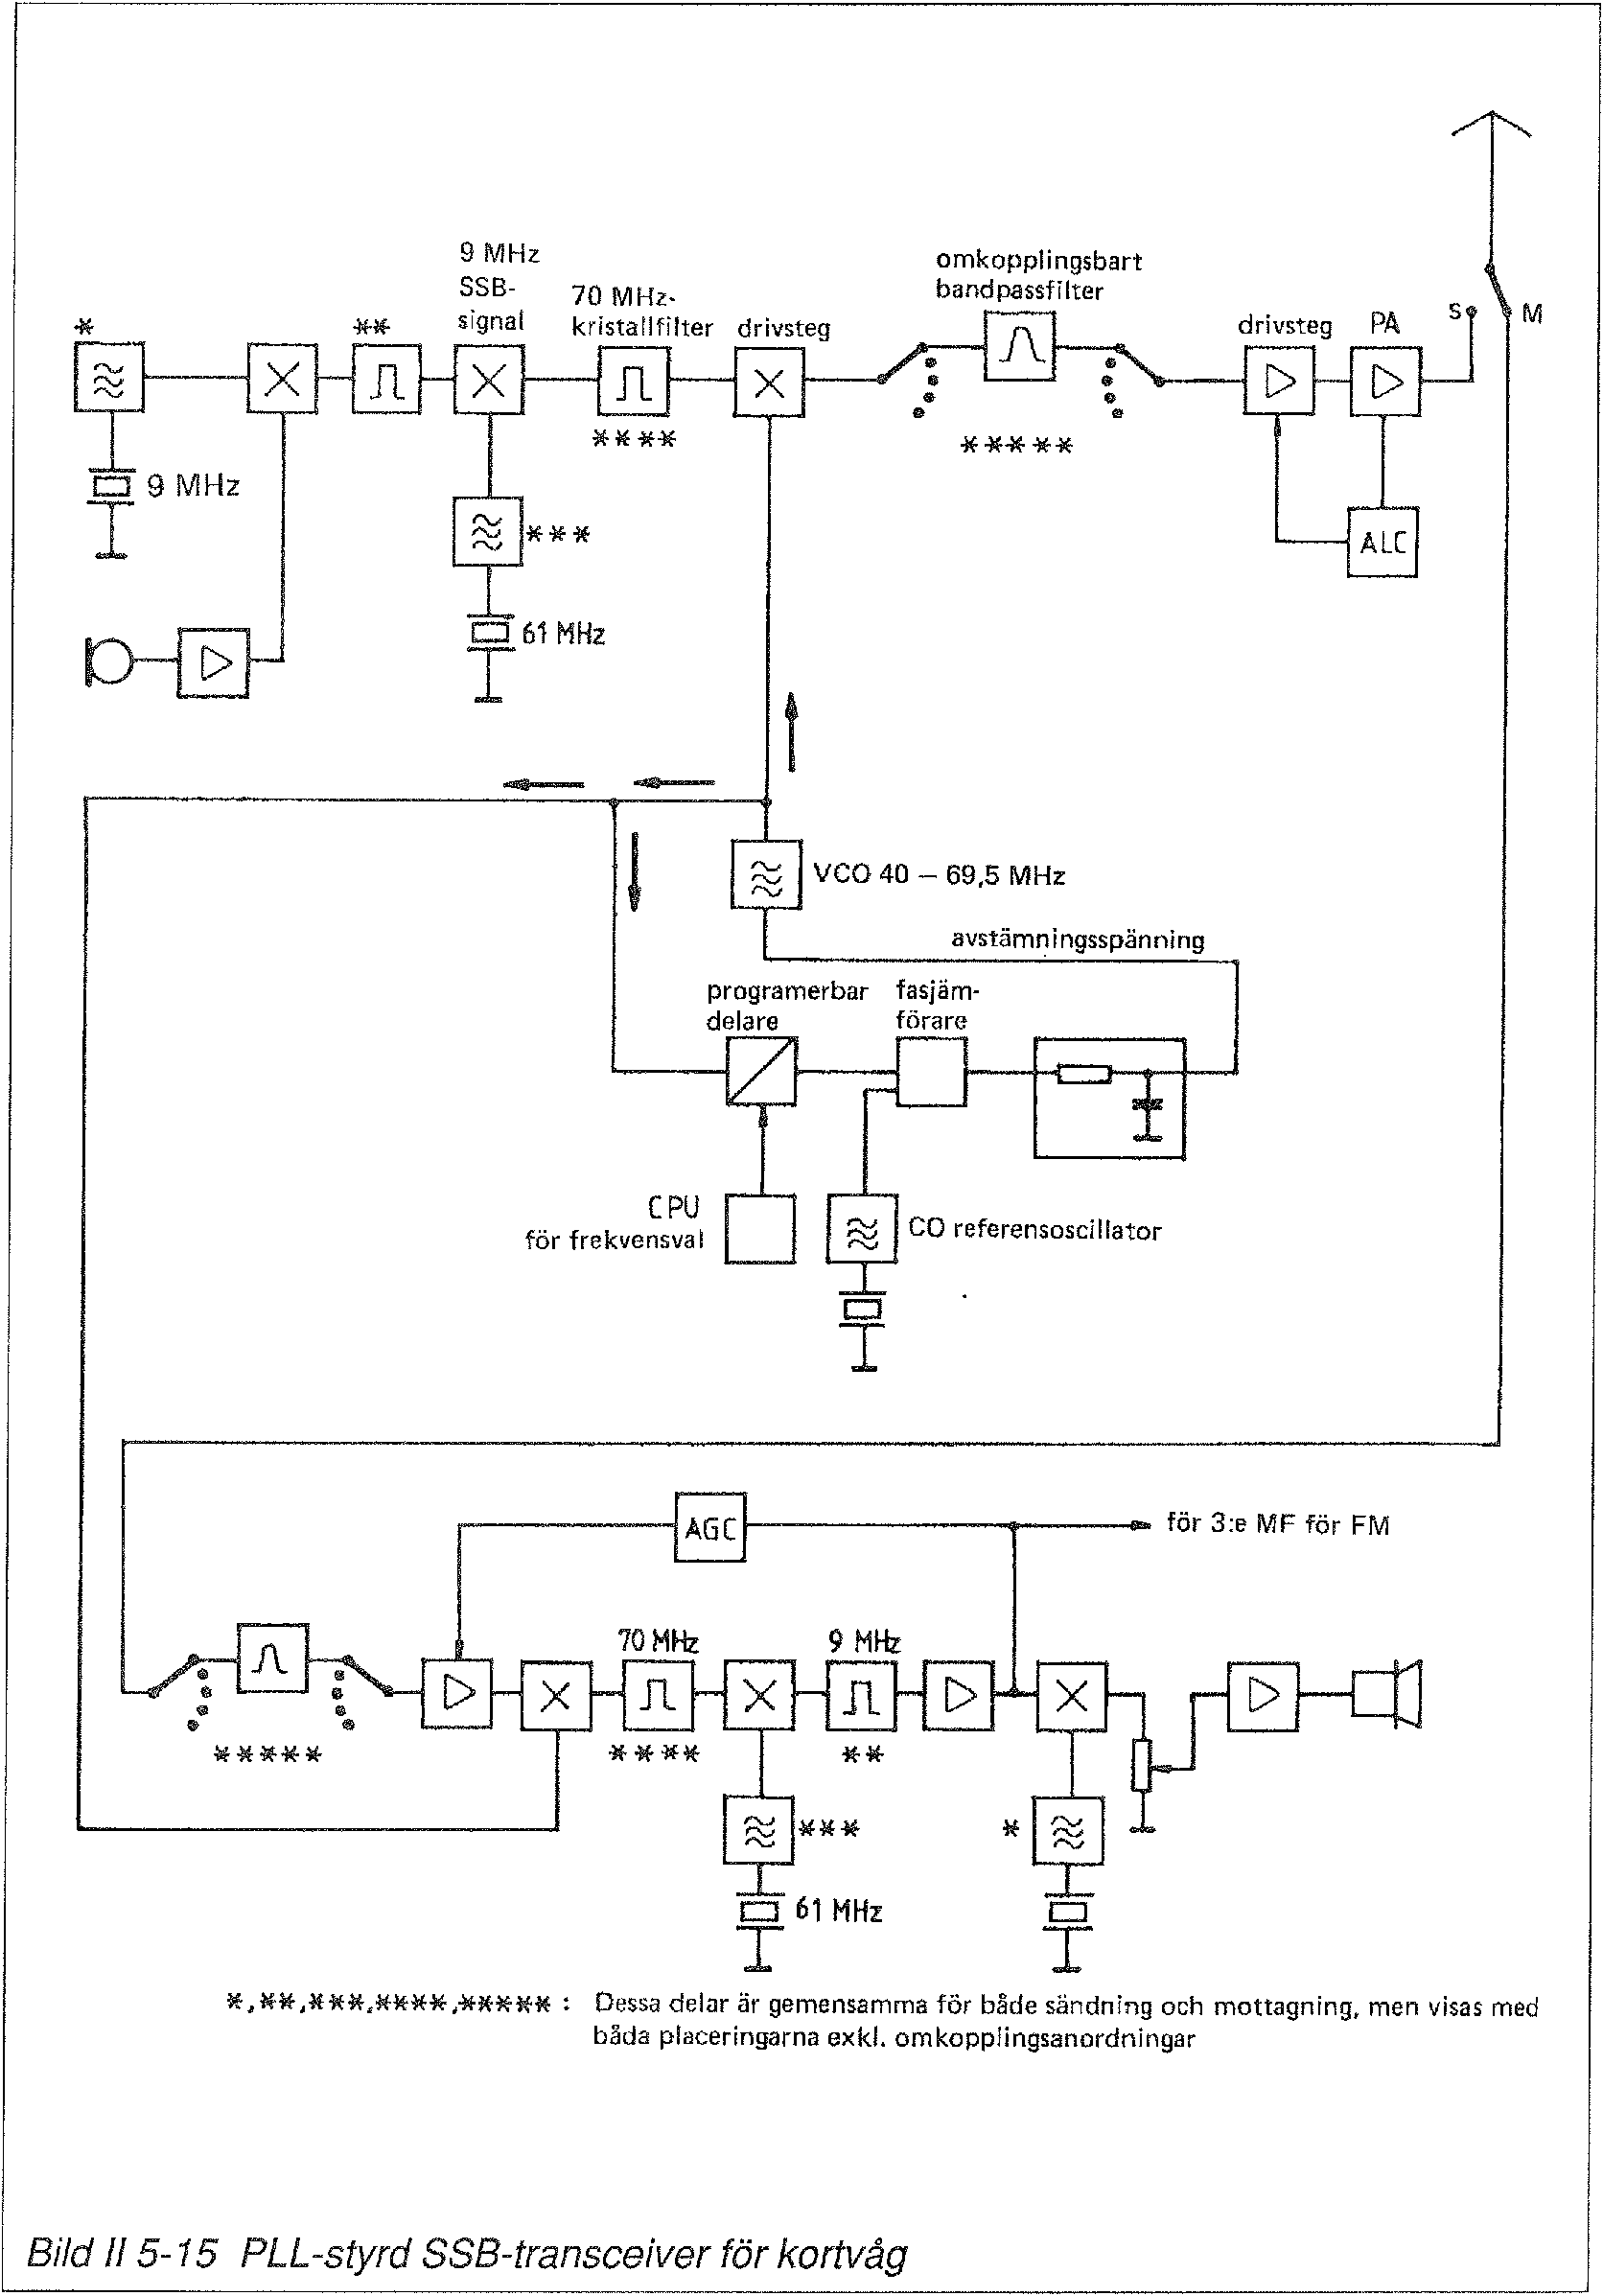 9 MHz
SSB-
signal
70 MHz-
kristallfilter
drivsteg
omkopplingsbart
bandpassfilter
drivsteg
PA
S
M
*
**
****
*****
9 MHz
***
ALC
61 MHz
VCO 40 – 69,5 MHz
avstämningsspänning
programerbar
delare
fasjäm-
förare
CPU
för frekvensval
CO referensoscillator
AGC
för 3:e MF för FM
70 MHz
9 MHz
*****
****
**
***
*
61 MHz
*,**,***,****,***** : Dessa delar är gemensamma för både sändning och mottagning, men visas med
båda placeringarna exkl. omkopplingsanordningar
Bild II 5-15 PLL-styrd SSB-transceiver för kortvåg